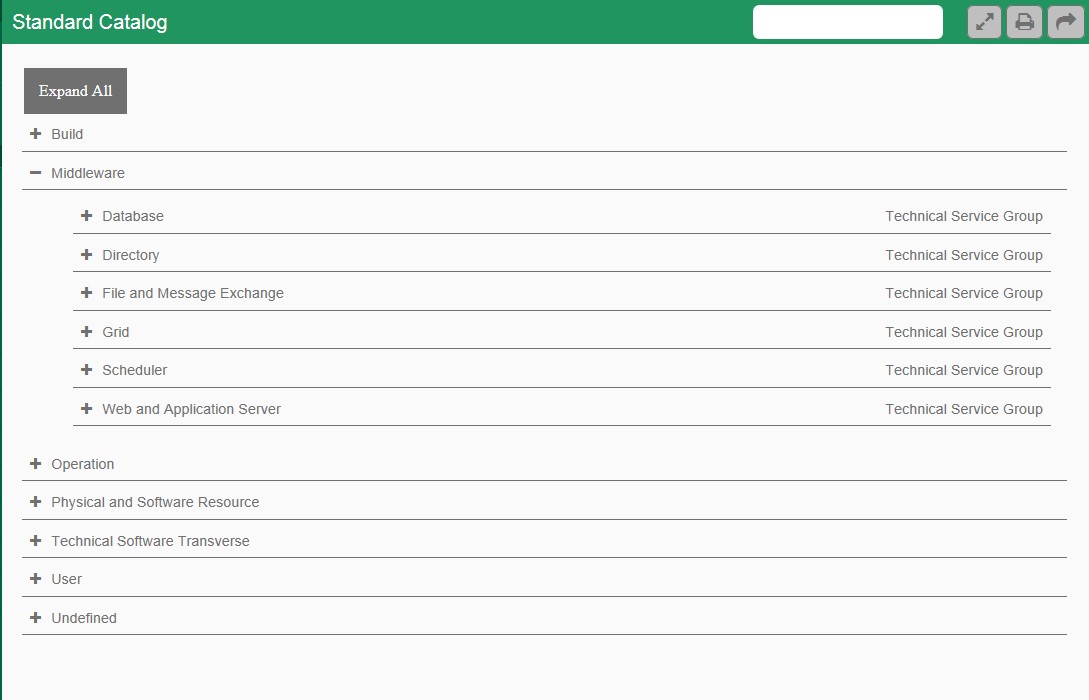 Standard Catalog
Expand All
Build
Middleware
Database Technical Service Group
Directory Technical Service Group
File and Message Exchange Technical Service Group
Grid Technical Service Group
Scheduler Technical Service Group
Web and Application Server Technical Service Group
Operation
Physical and Software Resource
Technical Software Transverse
User
Undefined